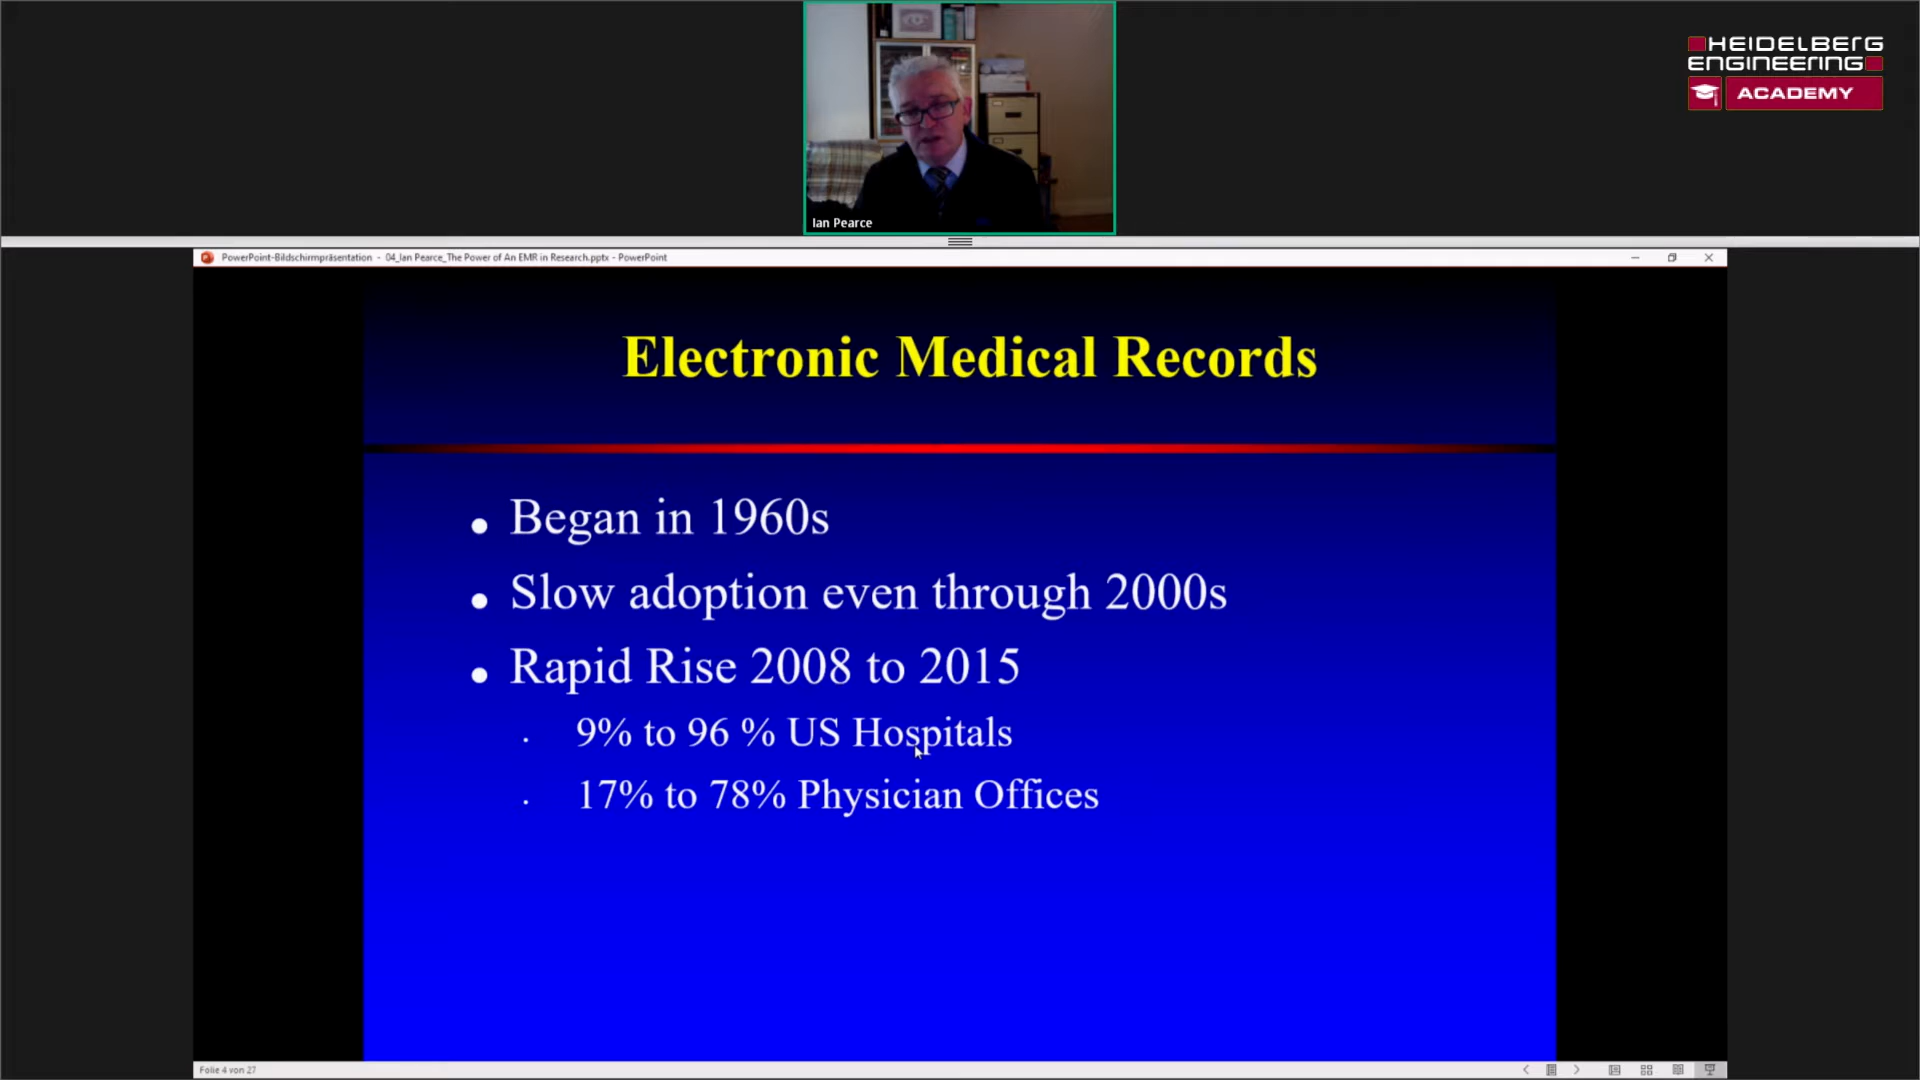 HEIDELBERG
ENGINEERING
ACADEMY
Ian Pearce
PowerPoint-Bildschirmpräsentation - 04_Ian Pearce_The Power of An EMR in Research.pptx - PowerPoint
Electronic Medical Records
• Began in 1960s
• Slow adoption even through 2000s
• Rapid Rise 2008 to 2015
· 9% to 96 % US Hospitals
· 17% to 78% Physician Offices
Folie 4 von 27